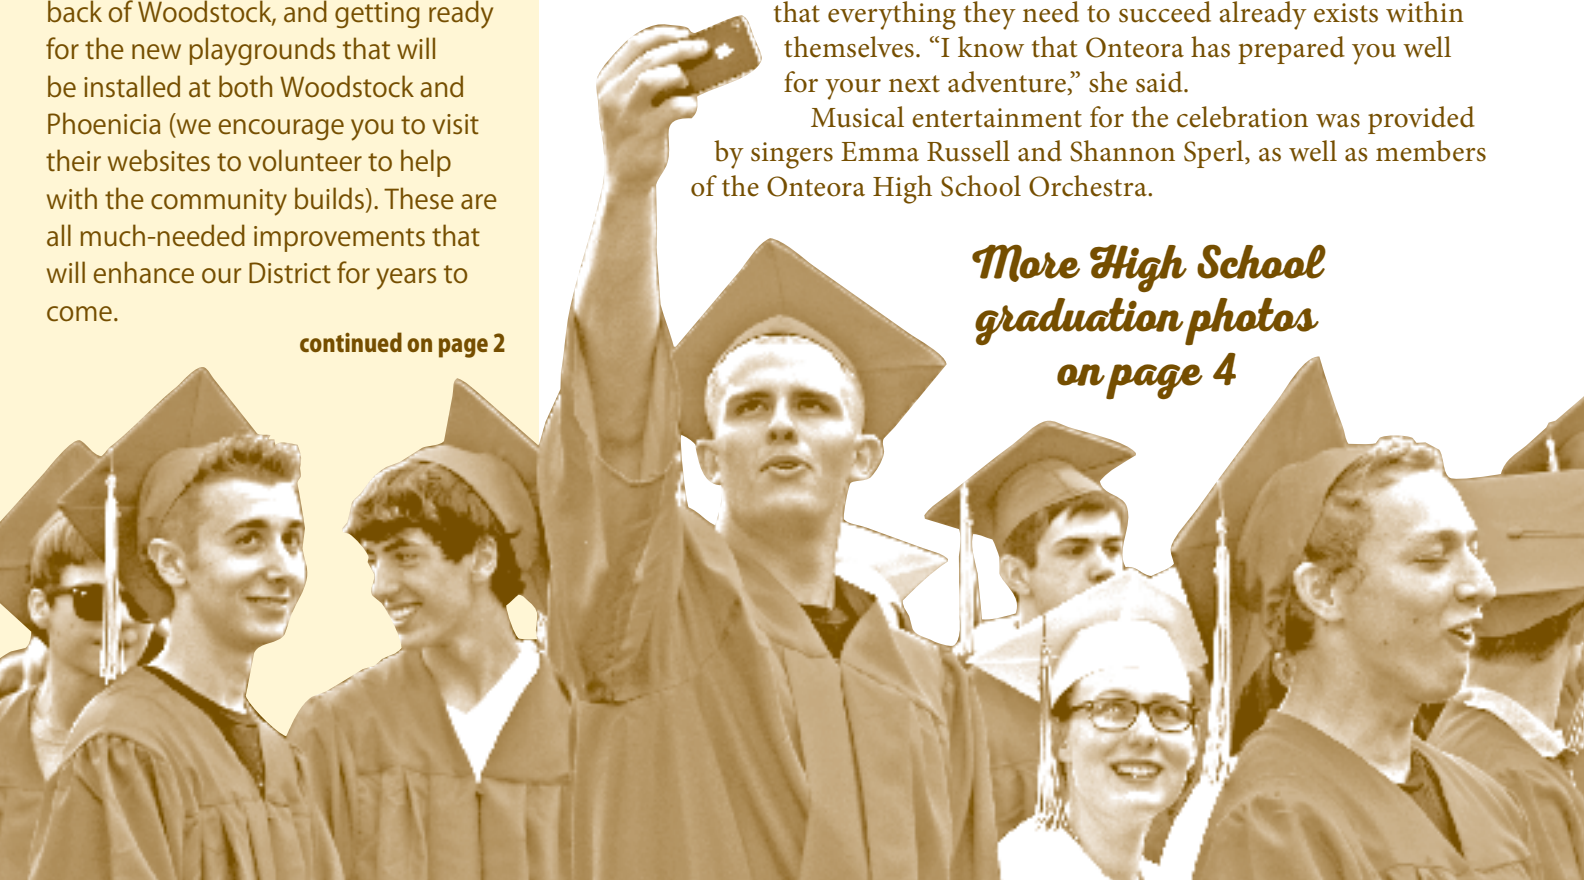 back of Woodstock, and getting ready
for the new playgrounds that will
be installed at both Woodstock and
Phoenicia (we encourage you to visit
their websites to volunteer to help
with the community builds). These are
all much-needed improvements that
will enhance our District for years to
come.
continued on page 2
that everything they need to succeed already exists within
themselves. “I know that Onteora has prepared you well
for your next adventure,” she said.
Musical entertainment for the celebration was provided
by singers Emma Russell and Shannon Sperl, as well as members
of the Onteora High School Orchestra.
More High School
graduation photos
on page 4